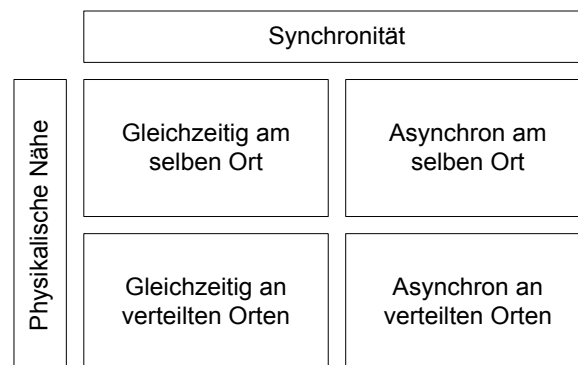 Synchronität
Physikalische Nähe
Gleichzeitig am
selben Ort
Asynchron am
selben Ort
Gleichzeitig an
verteilten Orten
Asynchron an
verteilten Orten